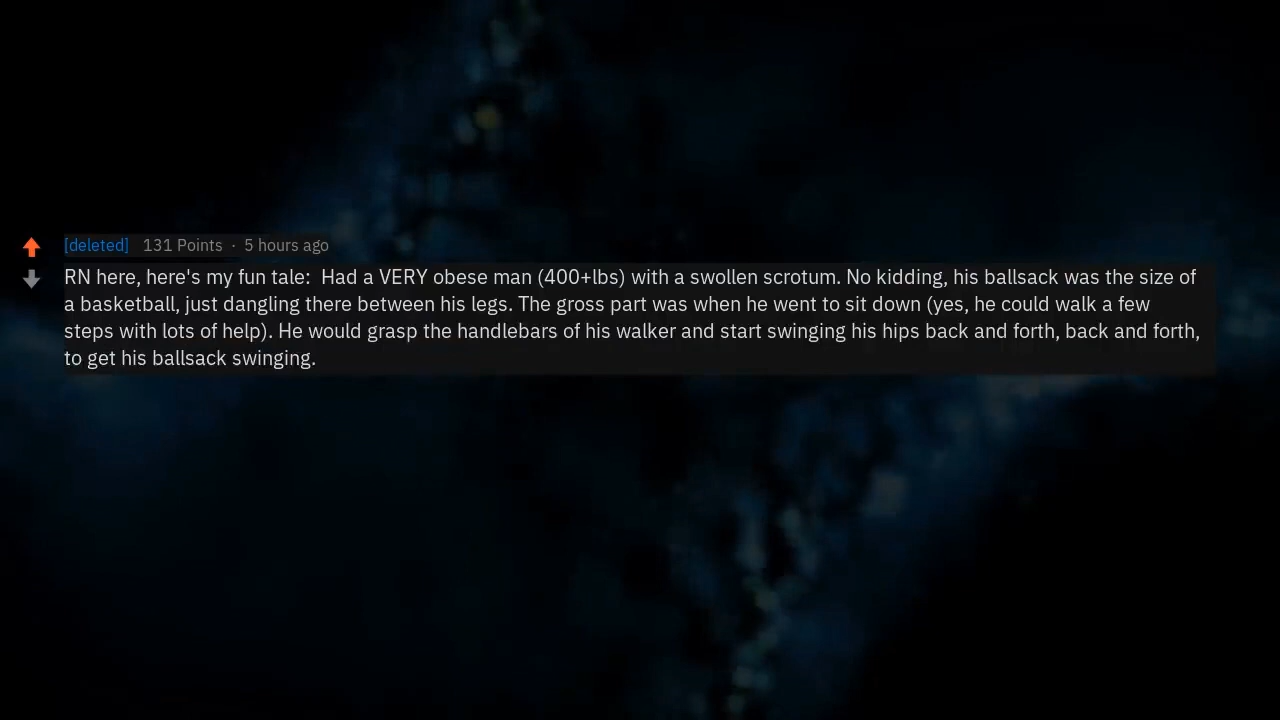 [deleted] 131 Points · 5 hours ago
RN here, here's my fun tale:  Had a VERY obese man (400+lbs) with a swollen scrotum. No kidding, his ballsack was the size of
a basketball, just dangling there between his legs. The gross part was when he went to sit down (yes, he could walk a few
steps with lots of help). He would grasp the handlebars of his walker and start swinging his hips back and forth, back and forth,
to get his ballsack swinging.